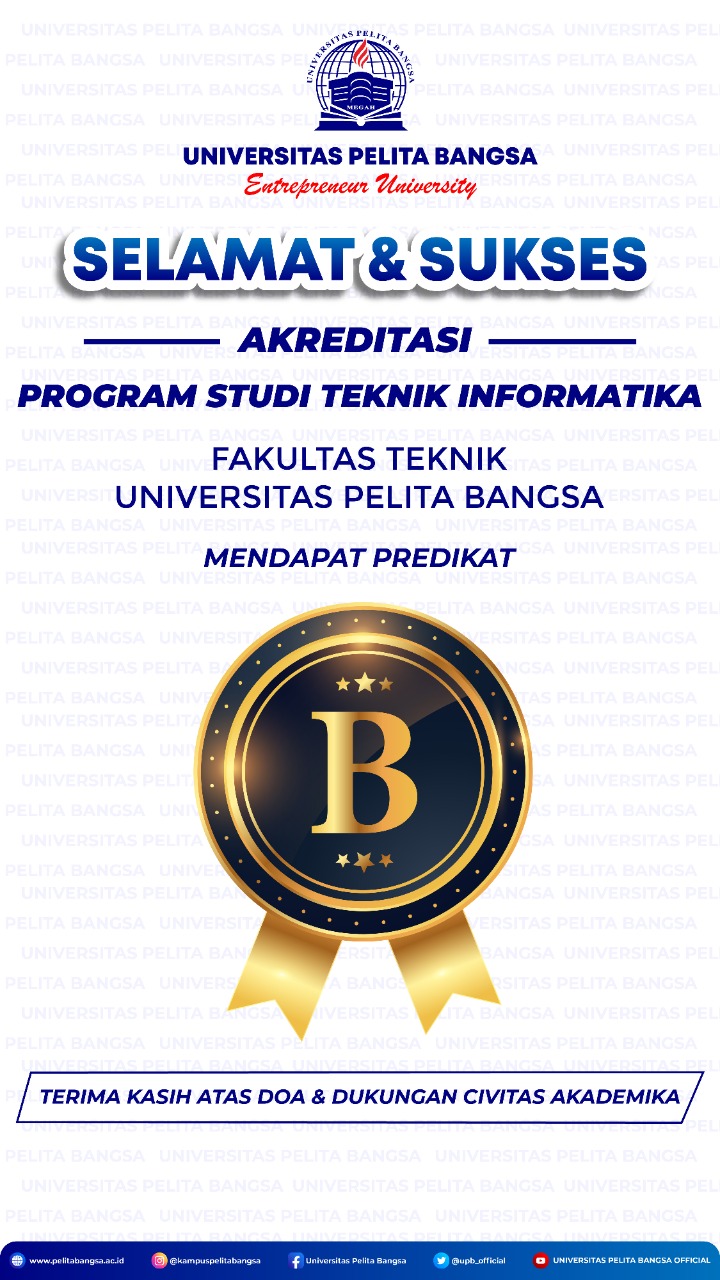 UNIVERSITAS PELITA BANGSA
MEGAH
UNIVERSITAS PELITA BANGSA
Entrepreneur University
SELAMAT & SUKSES
AKREDITASI
PROGRAM STUDI TEKNIK INFORMATIKA
FAKULTAS TEKNIK
UNIVERSITAS PELITA BANGSA
MENDAPAT PREDIKAT
B
TERIMA KASIH ATAS DOA & DUKUNGAN CIVITAS AKADEMIKA
www.pelitabangsa.ac.id @kampuspelitabangsa Universitas Pelita Bangsa @upb_official UNIVERSITAS PELITA BANGSA OFFICIAL